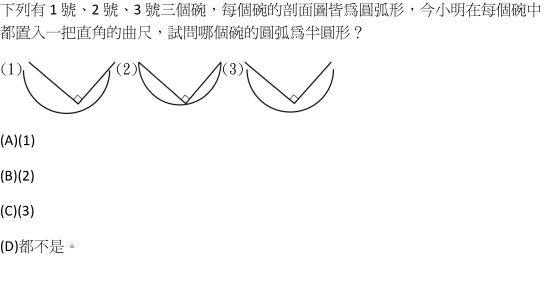 下列有 1 號、2 號、3 號三個碗，每個碗的剖面圖皆爲圓弧形，今小明在每個碗中
都置入一把直角的曲尺，試問哪個碗的圓弧爲半圓形？
(1) (2) (3)
(A)(1)
(B)(2)
(C)(3)
(D)都不是。